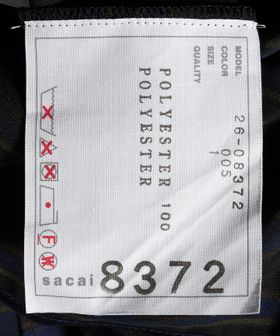 MODEL 26-08372
COLOR 005
SIZE 1
QUALITY
POLYESTER 100
POLYESTER
F W
sacai 8372